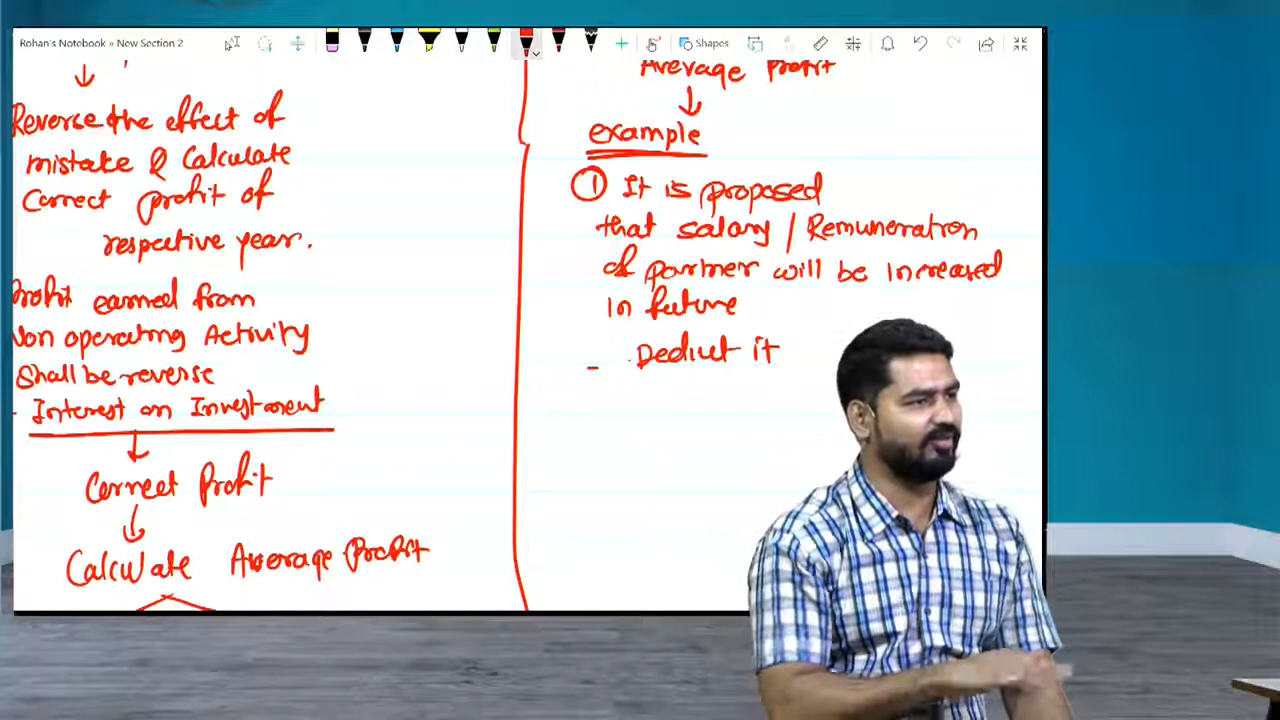 Rohan's Notebook » New Section 2
Shapes
Reverse the effect of
mistake & Calculate
Correct profit of
respective year.
Profit earned from
Non operating Activity
Shall be reverse
- Interest on Investment
Correct Profit
Calculate Average Profit
Average Profit
example
① It is proposed
that salary / Remuneration
of partner will be increased
in future
- Deduct it